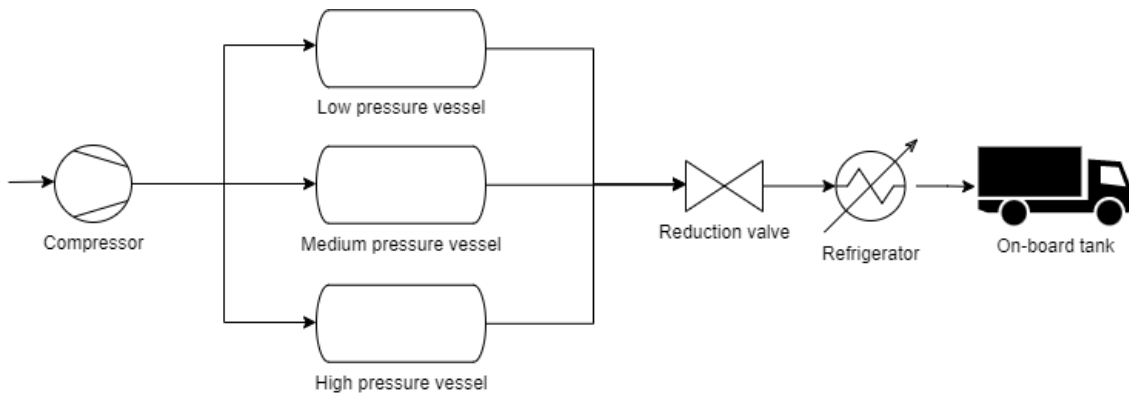 Low pressure vessel
Compressor
Medium pressure vessel
Reduction valve
Refrigerator
On-board tank
High pressure vessel